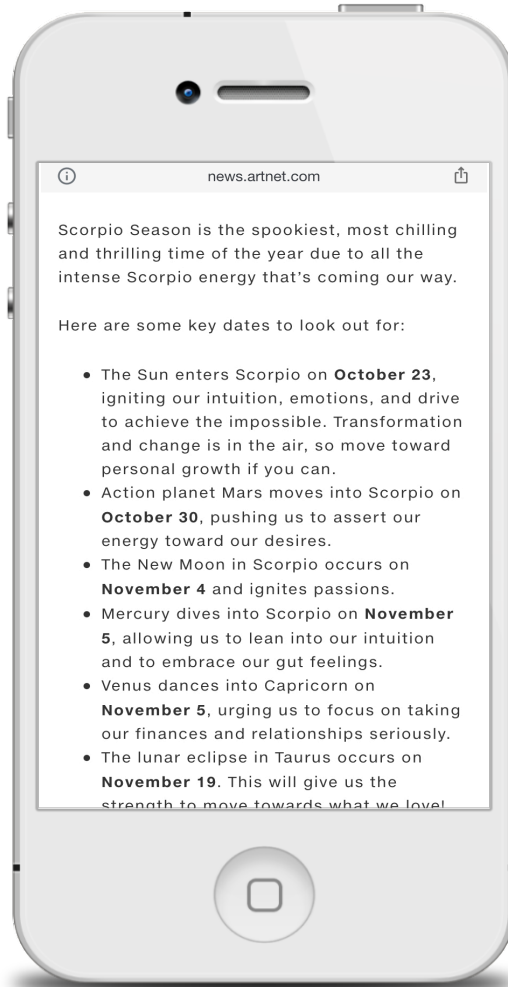 news.artnet.com
Scorpio Season is the spookiest, most chilling
and thrilling time of the year due to all the
intense Scorpio energy that's coming our way.
Here are some key dates to look out for:
• The Sun enters Scorpio on October 23,
igniting our intuition, emotions, and drive
to achieve the impossible. Transformation
and change is in the air, so move toward
personal growth if you can.
• Action planet Mars moves into Scorpio on
October 30, pushing us to assert our
energy toward our desires.
• The New Moon in Scorpio occurs on
November 4 and ignites passions.
• Mercury dives into Scorpio on November
5, allowing us to lean into our intuition
and to embrace our gut feelings.
• Venus dances into Capricorn on
November 5, urging us to focus on taking
our finances and relationships seriously.
• The lunar eclipse in Taurus occurs on
November 19. This will give us the
strength to move towards what we love!